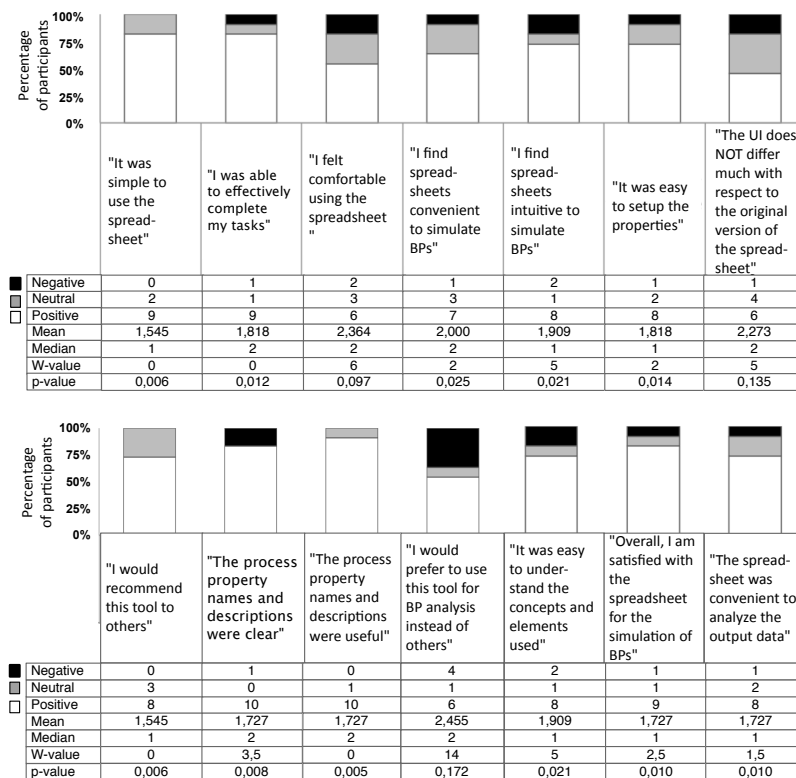 Percentage
of participants
100%
75%
50%
25%
0%
"It was
simple to
use the
spread-
sheet"
"I was able
to effectively
complete
my tasks"
"I felt
comfortable
using the
spreadsheet
"
"I find
spread-
sheets
convenient
to simulate
BPs"
"I find
spread-
sheets
intuitive to
simulate
BPs"
"It was easy
to setup the
properties"
"The UI does
NOT differ
much with
respect to
the original
version of
the spread-
sheet"
Negative 0 1 2 1 2 1 1
Neutral 2 1 3 3 1 2 4
Positive 9 9 6 7 8 8 6
Mean 1,545 1,818 2,364 2,000 1,909 1,818 2,273
Median 1 2 2 2 1 1 2
W-value 0 0 6 2 5 2 5
p-value 0,006 0,012 0,097 0,025 0,021 0,014 0,135
Percentage
of participants
100%
75%
50%
25%
0%
"I would
recommend
this tool to
others"
"The process
property
names and
descriptions
were clear"
"The process
property
names and
descriptions
were useful"
"I would
prefer to use
this tool for
BP analysis
instead of
others"
"It was easy
to under-
stand the
concepts and
elements
used"
"Overall, I am
satisfied with
the
spreadsheet
for the
simulation of
BPs"
"The spread-
sheet was
convenient to
analyze the
output data"
Negative 0 1 0 4 2 1 1
Neutral 3 0 1 1 1 1 2
Positive 8 10 10 6 8 9 8
Mean 1,545 1,727 1,727 2,455 1,909 1,727 1,727
Median 1 2 2 2 1 1 1
W-value 0 3,5 0 14 5 2,5 1,5
p-value 0,006 0,008 0,005 0,172 0,021 0,010 0,010